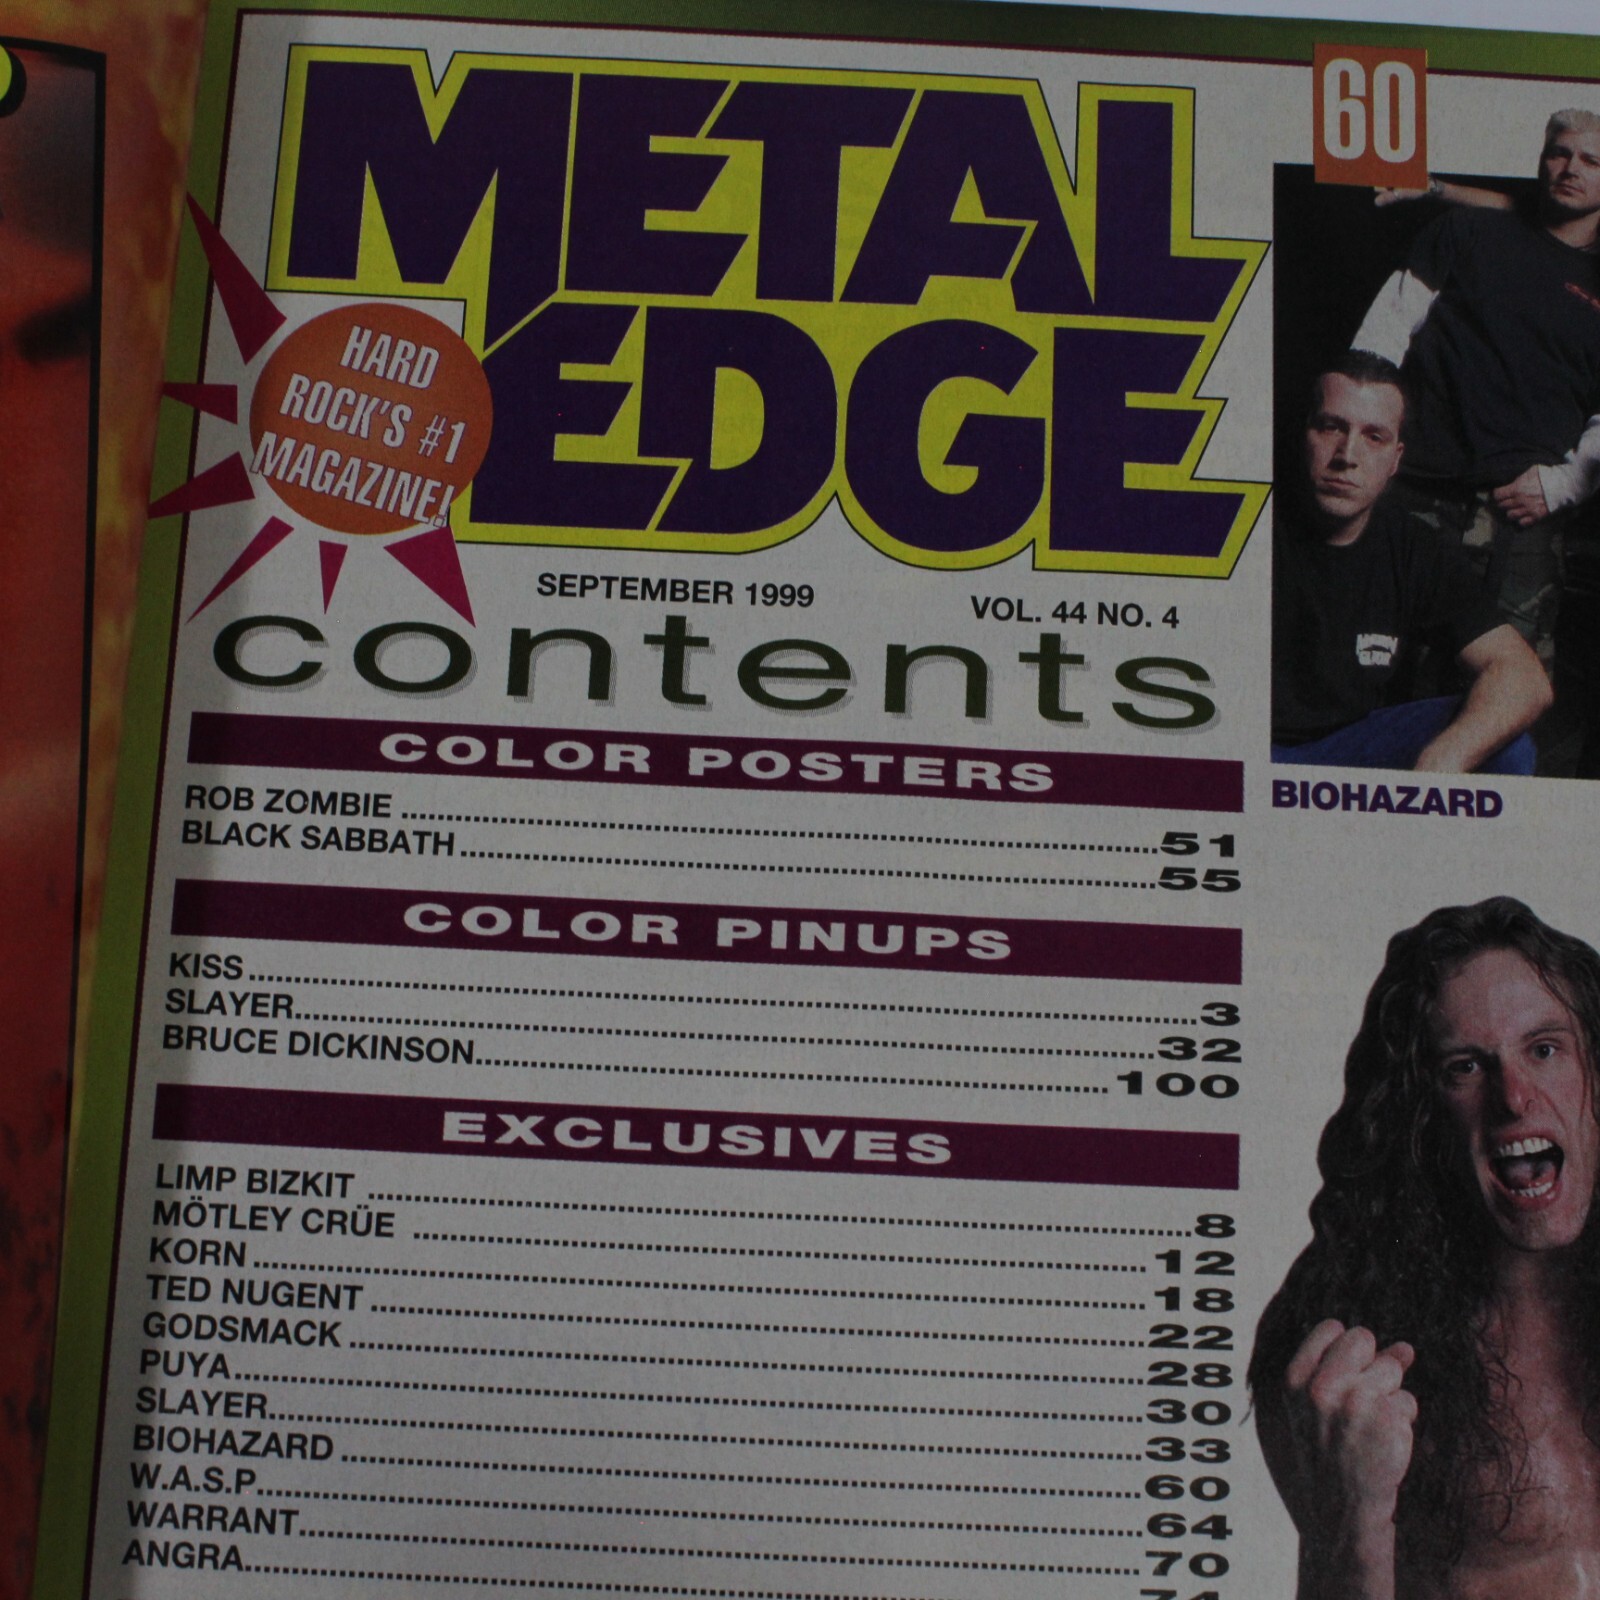 METAL
EDGE
HARD
ROCK'S #1
MAGAZINE!
SEPTEMBER 1999 VOL. 44 NO. 4
contents
COLOR POSTERS
ROB ZOMBIE ........ 51
BLACK SABBATH ........ 55
COLOR PINUPS
KISS ........ 3
SLAYER ........ 32
BRUCE DICKINSON ........ 100
EXCLUSIVES
LIMP BIZKIT ........ 8
MÖTLEY CRÜE ........ 12
KORN ........ 18
TED NUGENT ........ 22
GODSMACK ........ 28
PUYA ........ 30
SLAYER ........ 33
BIOHAZARD ........ 60
W.A.S.P. ........ 64
WARRANT ........ 70
ANGRA ........
60
BIOHAZARD